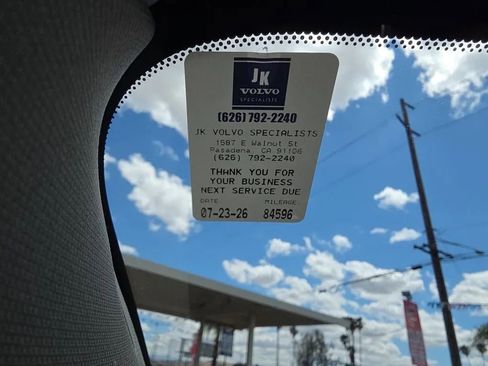 JK
VOLVO
SPECIALISTS
(626) 792-2240
JK VOLVO SPECIALISTS
1587 E Walnut St
Pasadena, CA 91106
(626) 792-2240
THANK YOU FOR
YOUR BUSINESS
NEXT SERVICE DUE
DATE: MILEAGE:
07-23-26 84596